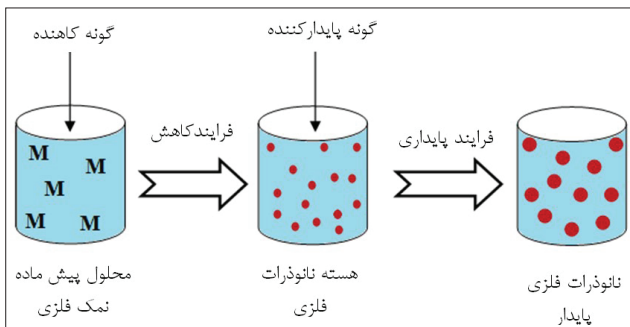 گونه کاهنده
گونه پایدارکننده
فرایندکاهش
فرایند پایداری
M
M
M
M
M
محلول پیش ماده
نمک فلزی
هسته نانوذرات
فلزی
نانوذرات فلزی
پایدار